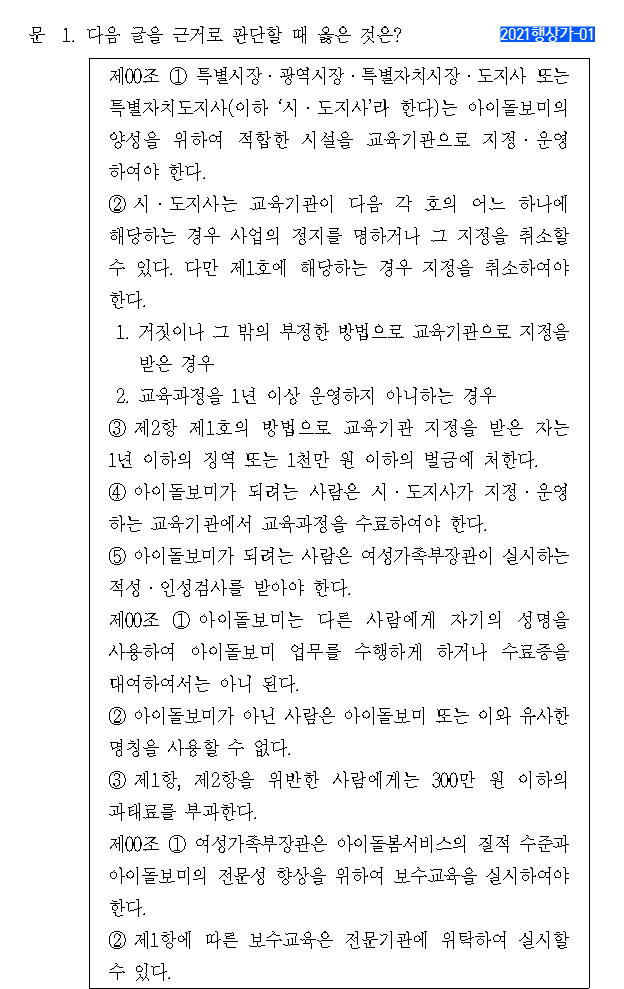 문 1. 다음 글을 근거로 판단할 때 옳은 것은? 2021행상가-01
제00조 ① 특별시장·광역시장·특별자치시장·도지사 또는
특별자치도지사(이하 ‘시·도지사’라 한다)는 아이돌보미의
양성을 위하여 적합한 시설을 교육기관으로 지정·운영
하여야 한다.
② 시·도지사는 교육기관이 다음 각 호의 어느 하나에
해당하는 경우 사업의 정지를 명하거나 그 지정을 취소할
수 있다. 다만 제1호에 해당하는 경우 지정을 취소하여야
한다.
1. 거짓이나 그 밖의 부정한 방법으로 교육기관으로 지정을
받은 경우
2. 교육과정을 1년 이상 운영하지 아니하는 경우
③ 제2항 제1호의 방법으로 교육기관 지정을 받은 자는
1년 이하의 징역 또는 1천만 원 이하의 벌금에 처한다.
④ 아이돌보미가 되려는 사람은 시·도지사가 지정·운영
하는 교육기관에서 교육과정을 수료하여야 한다.
⑤ 아이돌보미가 되려는 사람은 여성가족부장관이 실시하는
적성·인성검사를 받아야 한다.
제00조 ① 아이돌보미는 다른 사람에게 자기의 성명을
사용하여 아이돌보미 업무를 수행하게 하거나 수료증을
대여하여서는 아니 된다.
② 아이돌보미가 아닌 사람은 아이돌보미 또는 이와 유사한
명칭을 사용할 수 없다.
③ 제1항, 제2항을 위반한 사람에게는 300만 원 이하의
과태료를 부과한다.
제00조 ① 여성가족부장관은 아이돌봄서비스의 질적 수준과
아이돌보미의 전문성 향상을 위하여 보수교육을 실시하여야
한다.
② 제1항에 따른 보수교육은 전문기관에 위탁하여 실시할
수 있다.